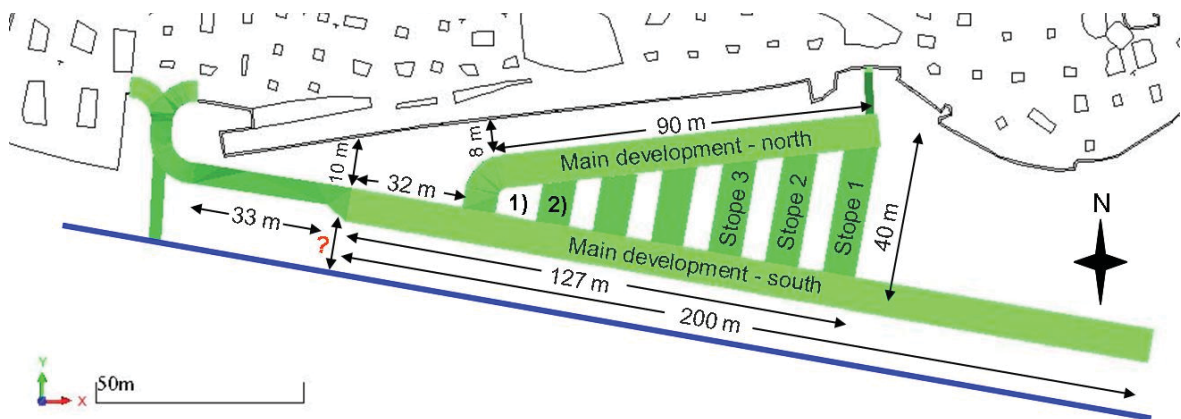 90 m
8 m
10 m
Main development - north
32 m
1)
2)
Stope 3
Stope 2
Stope 1
40 m
N
33 m
?
Main development - south
127 m
200 m
Y
X
50m